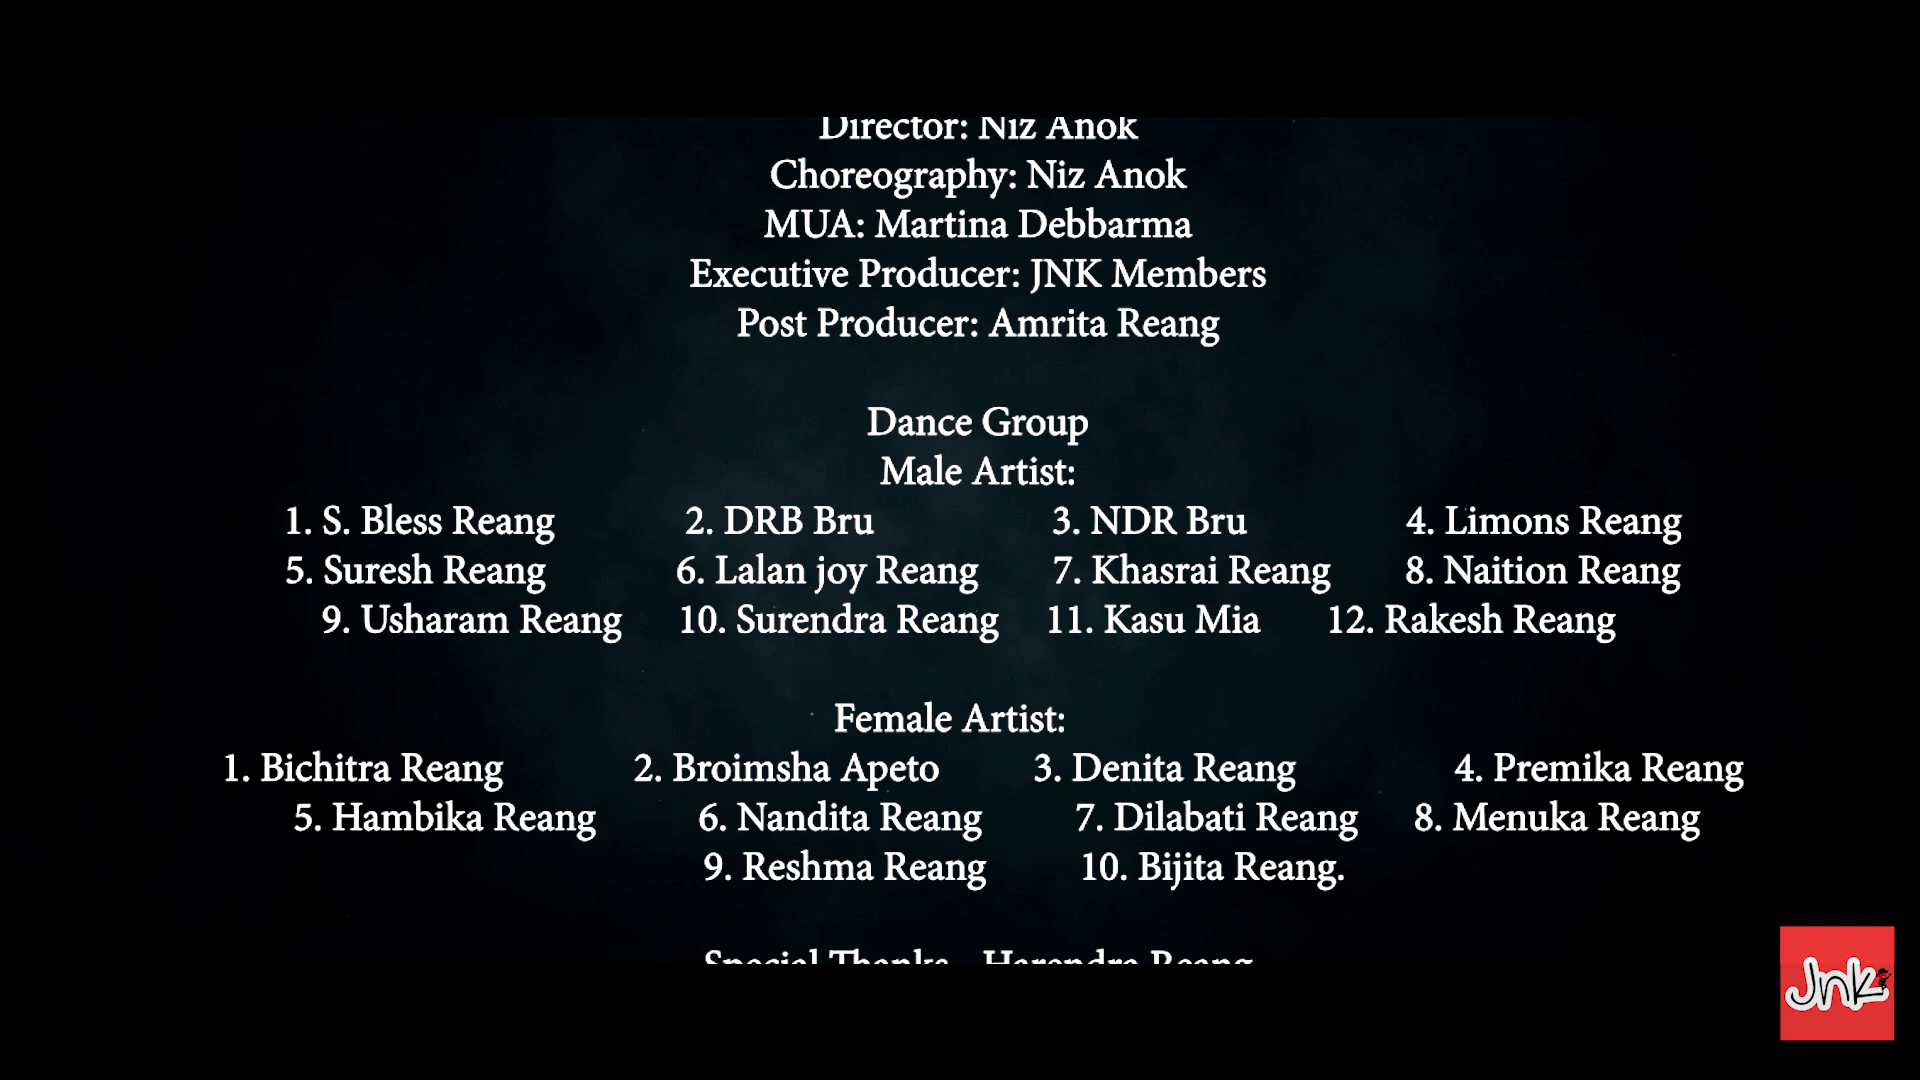 Director: Niz Anok
Choreography: Niz Anok
MUA: Martina Debbarma
Executive Producer: JNK Members
Post Producer: Amrita Reang
Dance Group
Male Artist:
1. S. Bless Reang 2. DRB Bru 3. NDR Bru 4. Limons Reang
5. Suresh Reang 6. Lalan joy Reang 7. Khasrai Reang 8. Naition Reang
9. Usharam Reang 10. Surendra Reang 11. Kasu Mia 12. Rakesh Reang
Female Artist:
1. Bichitra Reang 2. Broimsha Apeto 3. Denita Reang 4. Premika Reang
5. Hambika Reang 6. Nandita Reang 7. Dilabati Reang 8. Menuka Reang
9. Reshma Reang 10. Bijita Reang.
Special Thanks Harendra Reang
Jnk